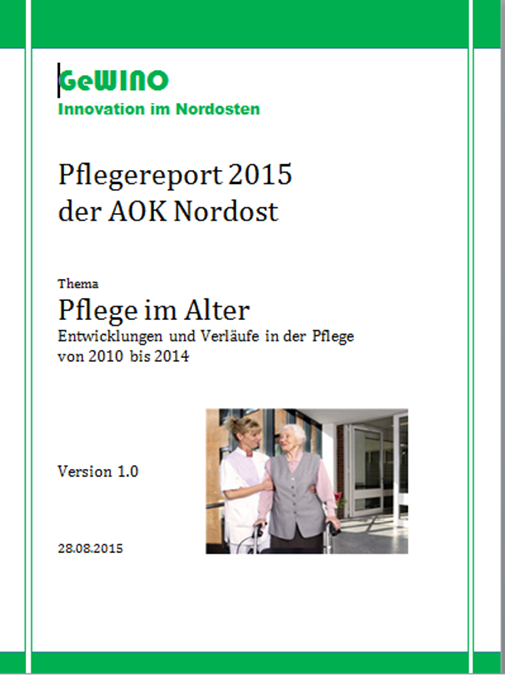 GeWINO
Innovation im Nordosten
Pflegereport 2015
der AOK Nordost
Thema
Pflege im Alter
Entwicklungen und Verläufe in der Pflege
von 2010 bis 2014
Version 1.0
28.08.2015